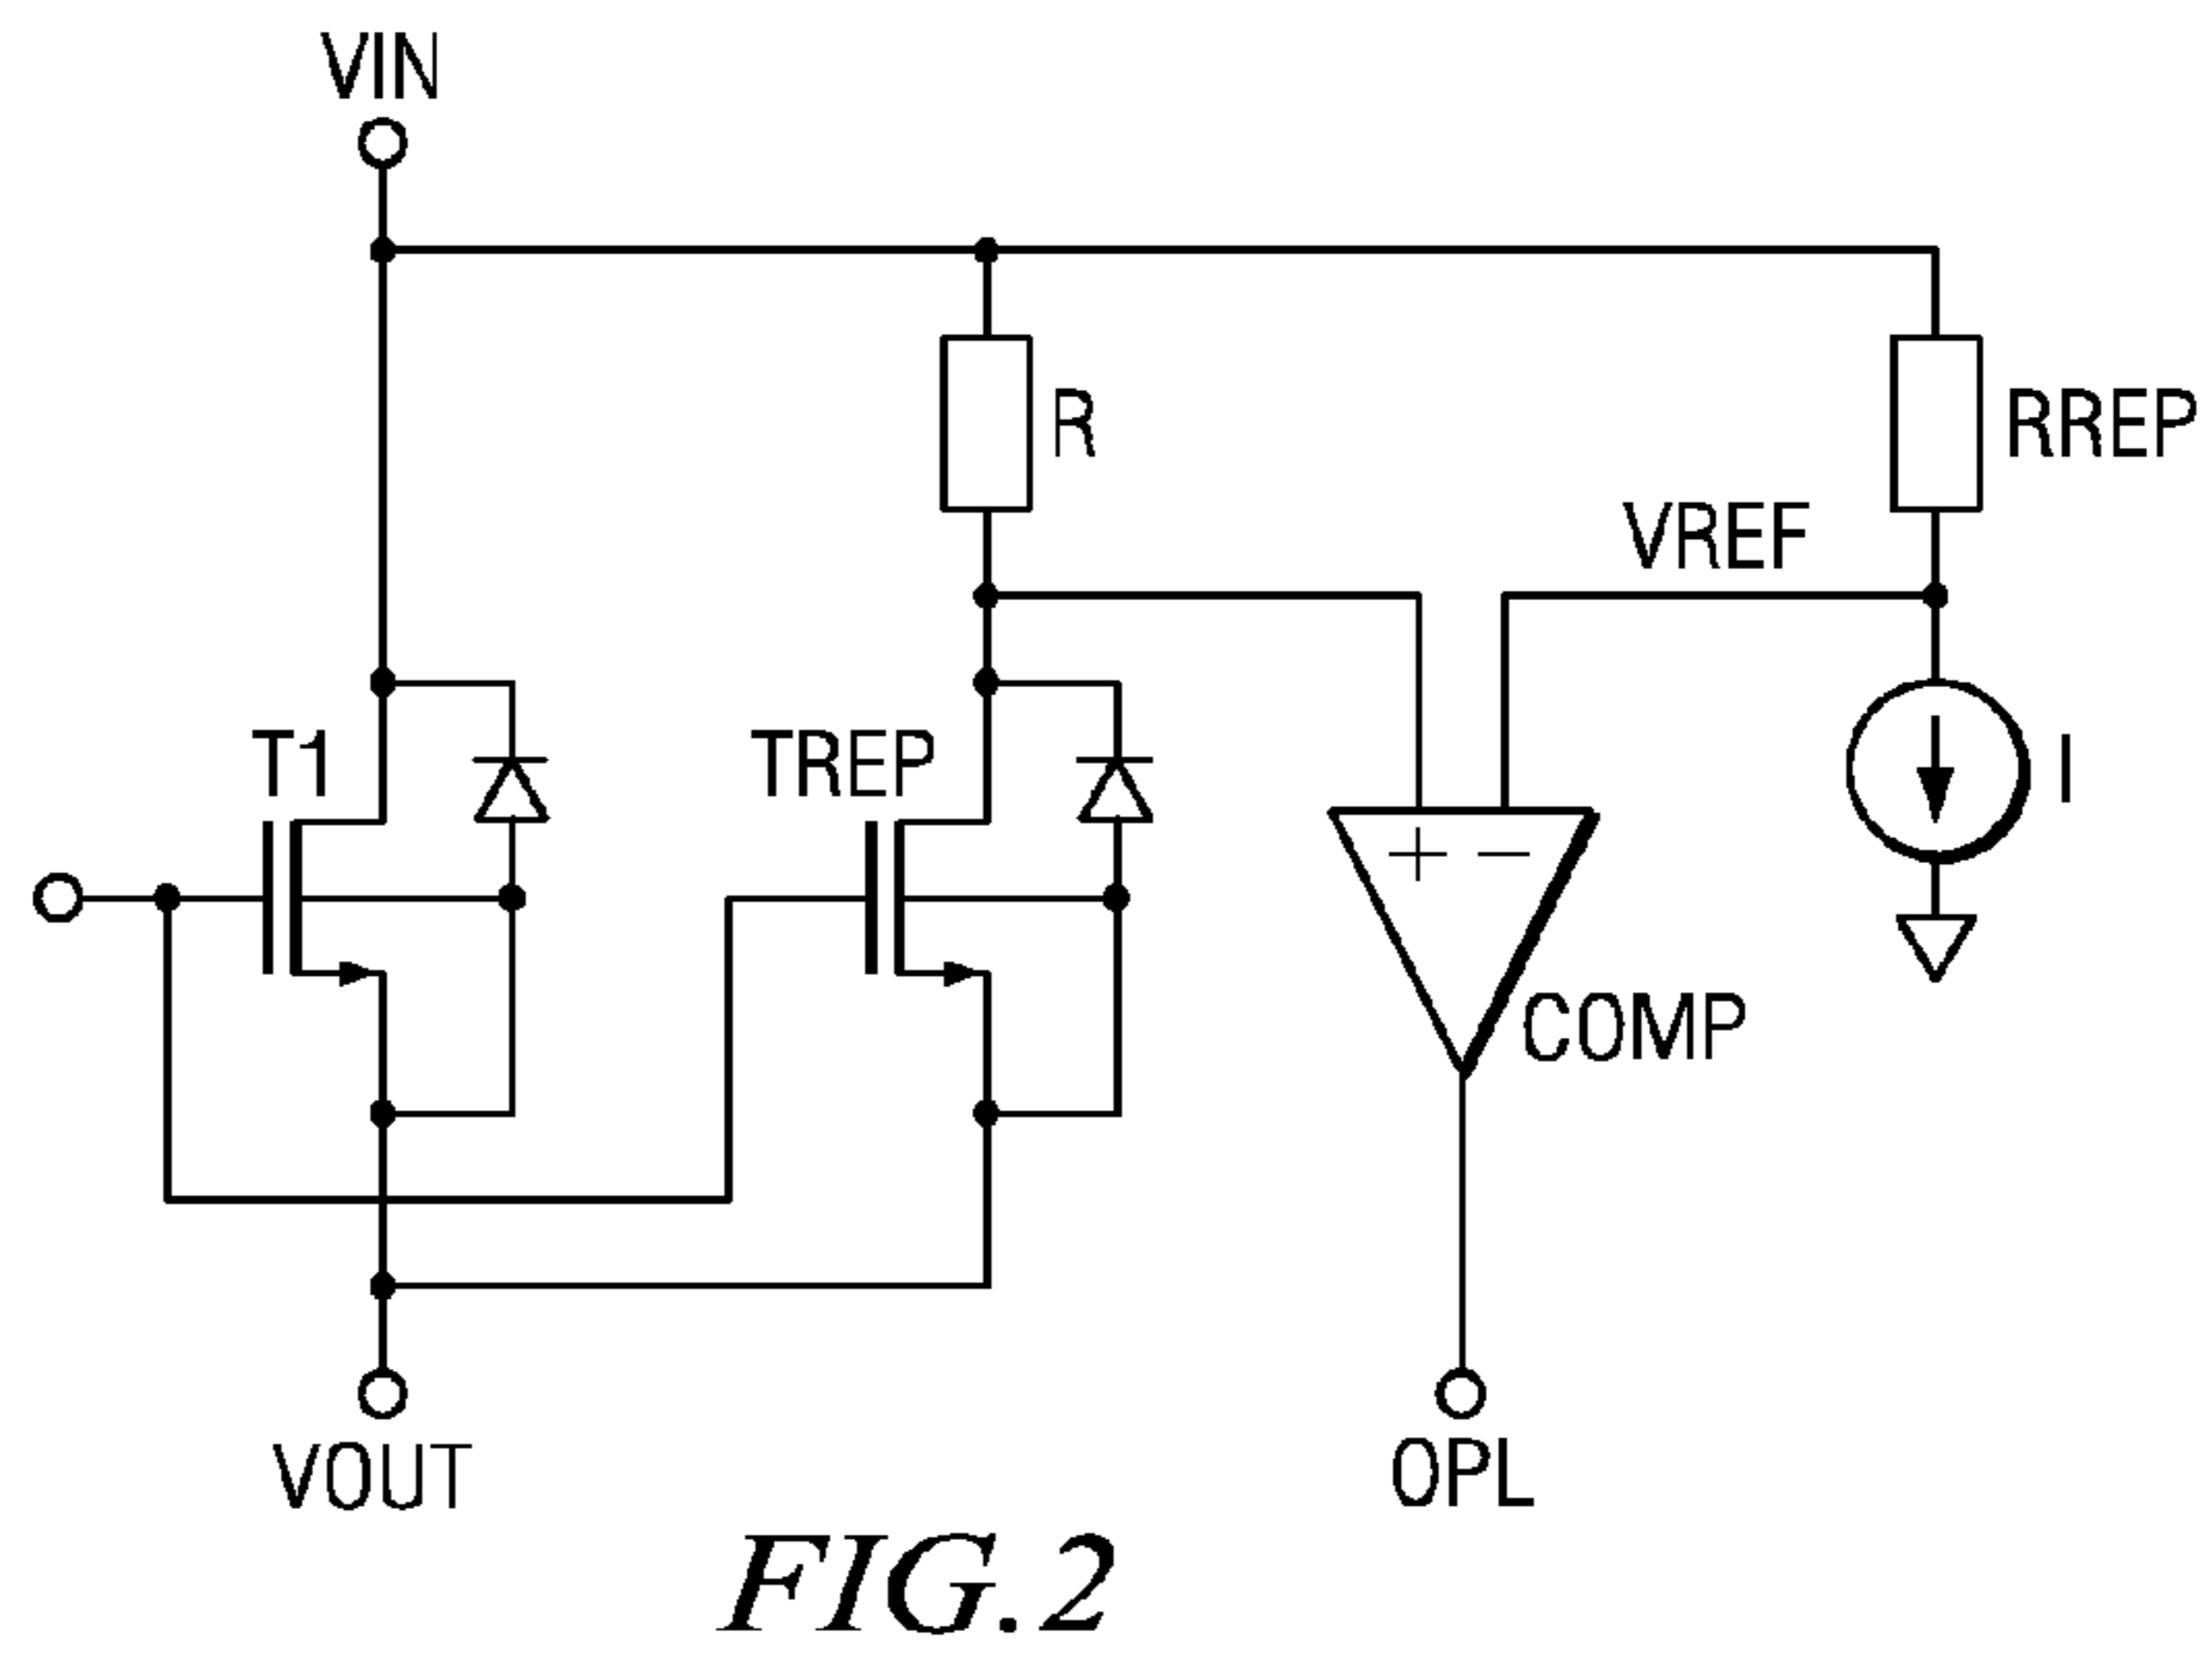 VIN
R
RREP
VREF
T1
TREP
I
+ −
COMP
VOUT
OPL
FIG.2